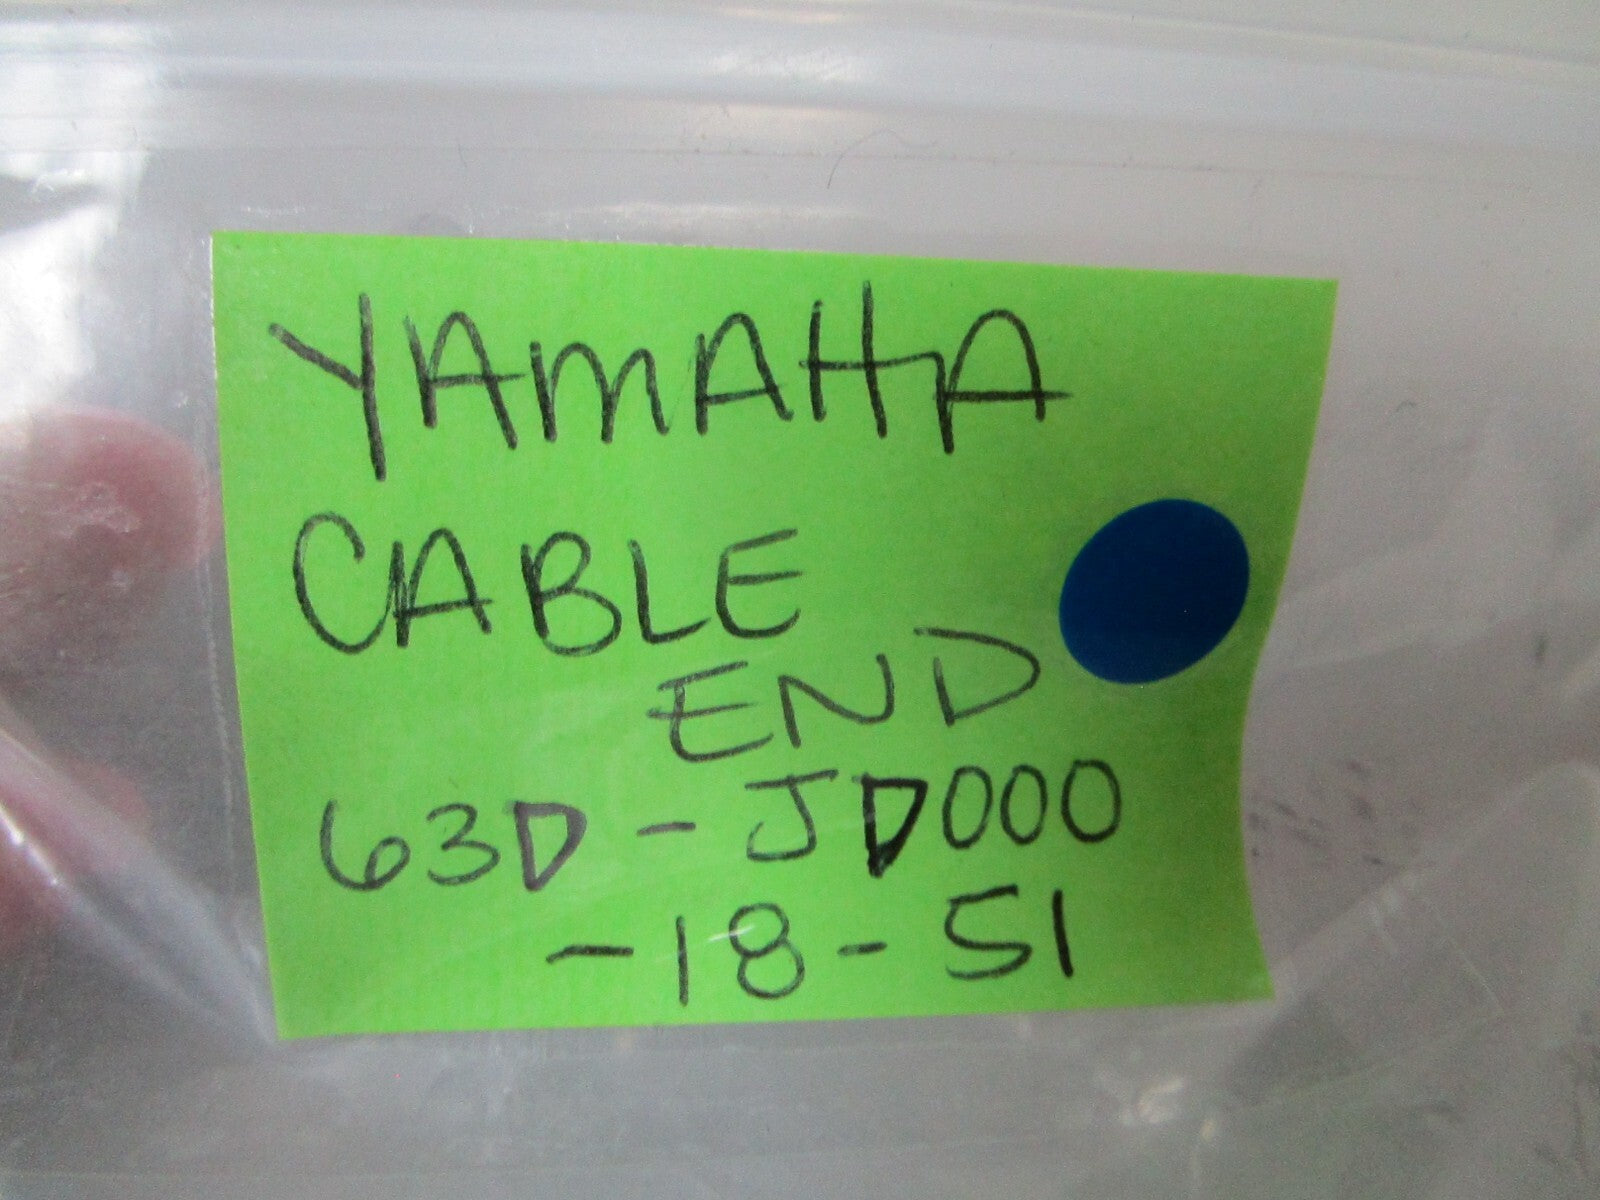 YAMAHA
CABLE
END
63D - JD000
- 18 - 51